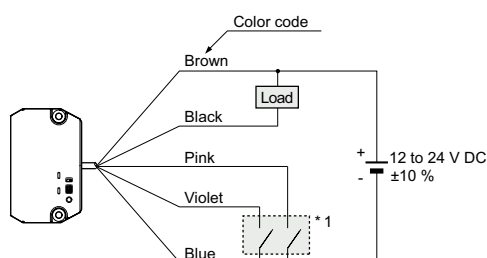 Color code
Brown
Load
Black
Pink
+ 12 to 24 V DC
- ±10 %
Violet
* 1
Blue